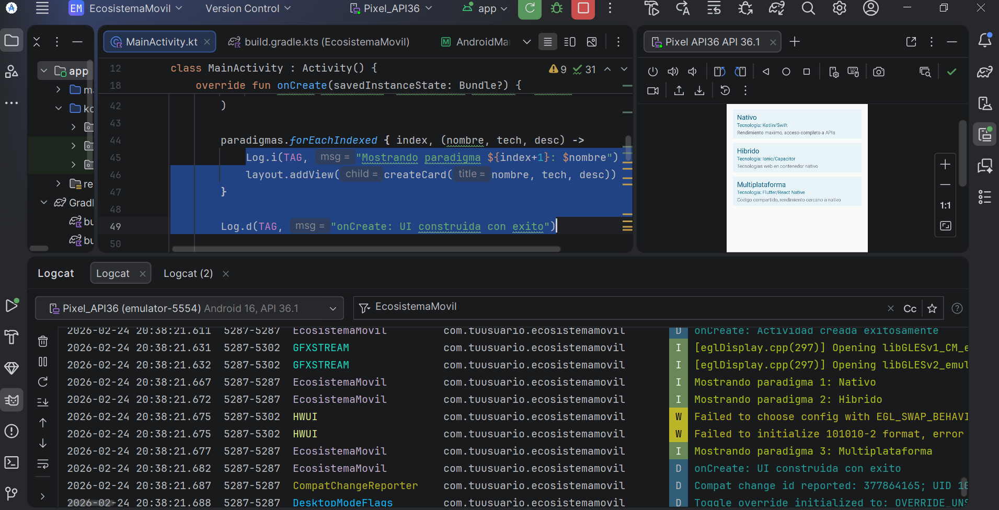 EM EcosistemaMovil Version Control Pixel_API36 app
MainActivity.kt build.gradle.kts (EcosistemaMovil) AndroidMa
Pixel API36 API 36.1
app
ko
re
Gradl
bu
bu
9 31
12 class MainActivity : Activity() {
18 override fun onCreate(savedInstanceState: Bundle?) {
42 )
43
44 paradigmas.forEachIndexed { index, (nombre, tech, desc) ->
45 Log.i(TAG, msg = "Mostrando paradigma ${index+1}: $nombre")
46 layout.addView( child = createCard( title = nombre, tech, desc))
47 }
48
49 Log.d(TAG, msg = "onCreate: UI construida con exito")
50
Nativo
Tecnologia: Kotlin/Swift
Rendimiento maximo, acceso completo a APIs
Hibrido
Tecnologia: Ionic/Capacitor
Tecnologias web en contenedor nativo
Multiplataforma
Tecnologia: Flutter/React Native
Codigo compartido, rendimiento cercano a nativo
1:1
Logcat Logcat Logcat (2)
Pixel_API36 (emulator-5554) Android 16, API 36.1 EcosistemaMovil Cc
2026-02-24 20:38:21.611 5287-5287 EcosistemaMovil com.tuusuario.ecosistemamovil D onCreate: Actividad creada exitosamente
2026-02-24 20:38:21.631 5287-5302 GFXSTREAM com.tuusuario.ecosistemamovil I [eglDisplay.cpp(297)] Opening libGLESv1_CM_e
2026-02-24 20:38:21.632 5287-5302 GFXSTREAM com.tuusuario.ecosistemamovil I [eglDisplay.cpp(297)] Opening libGLESv2_emul
2026-02-24 20:38:21.667 5287-5287 EcosistemaMovil com.tuusuario.ecosistemamovil I Mostrando paradigma 1: Nativo
2026-02-24 20:38:21.672 5287-5287 EcosistemaMovil com.tuusuario.ecosistemamovil I Mostrando paradigma 2: Hibrido
2026-02-24 20:38:21.675 5287-5302 HWUI com.tuusuario.ecosistemamovil W Failed to choose config with EGL_SWAP_BEHAVI
2026-02-24 20:38:21.675 5287-5302 HWUI com.tuusuario.ecosistemamovil W Failed to initialize 101010-2 format, error
2026-02-24 20:38:21.677 5287-5287 EcosistemaMovil com.tuusuario.ecosistemamovil I Mostrando paradigma 3: Multiplataforma
2026-02-24 20:38:21.682 5287-5287 EcosistemaMovil com.tuusuario.ecosistemamovil D onCreate: UI construida con exito
2026-02-24 20:38:21.687 5287-5287 CompatChangeReporter com.tuusuario.ecosistemamovil D Compat change id reported: 377864165; UID 10
2026-02-24 20:38:21.688 5287-5287 DesktopModeFlags com.tuusuario.ecosistemamovil D Toggle override initialized to: OVERRIDE_UNS